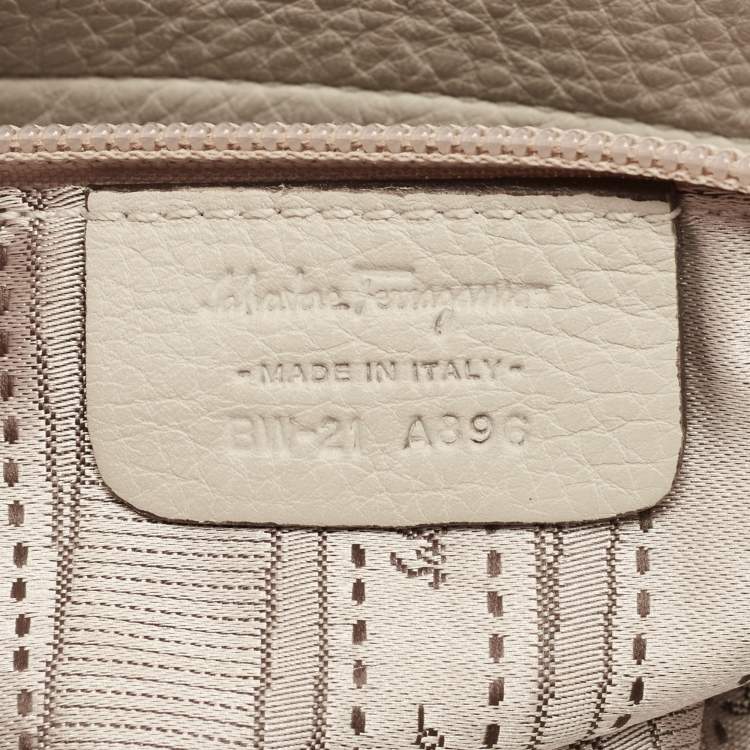 Salvatore Ferragamo
- MADE IN ITALY -
BW-21 A896